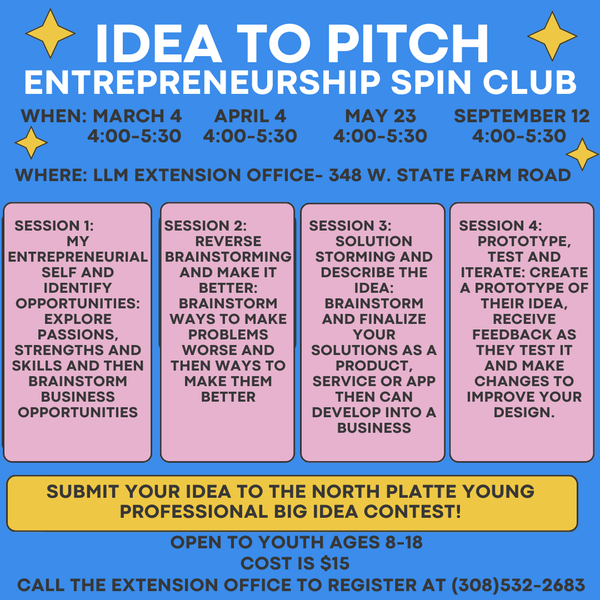 IDEA TO PITCH
ENTREPRENEURSHIP SPIN CLUB
WHEN: MARCH 4 APRIL 4 MAY 23 SEPTEMBER 12
4:00-5:30 4:00-5:30 4:00-5:30 4:00-5:30
WHERE: LLM EXTENSION OFFICE- 348 W. STATE FARM ROAD
SESSION 1:
MY
ENTREPRENEURIAL
SELF AND
IDENTIFY
OPPORTUNITIES:
EXPLORE
PASSIONS,
STRENGTHS AND
SKILLS AND THEN
BRAINSTORM
BUSINESS
OPPORTUNITIES
SESSION 2:
REVERSE
BRAINSTORMING
AND MAKE IT
BETTER:
BRAINSTORM
WAYS TO MAKE
PROBLEMS
WORSE AND
THEN WAYS TO
MAKE THEM
BETTER
SESSION 3:
SOLUTION
STORMING AND
DESCRIBE THE
IDEA:
BRAINSTORM
AND FINALIZE
YOUR
SOLUTIONS AS A
PRODUCT,
SERVICE OR APP
THEN CAN
DEVELOP INTO A
BUSINESS
SESSION 4:
PROTOTYPE,
TEST AND
ITERATE: CREATE
A PROTOTYPE OF
THEIR IDEA,
RECEIVE
FEEDBACK AS
THEY TEST IT
AND MAKE
CHANGES TO
IMPROVE YOUR
DESIGN.
SUBMIT YOUR IDEA TO THE NORTH PLATTE YOUNG
PROFESSIONAL BIG IDEA CONTEST!
OPEN TO YOUTH AGES 8-18
COST IS $15
CALL THE EXTENSION OFFICE TO REGISTER AT (308)532-2683